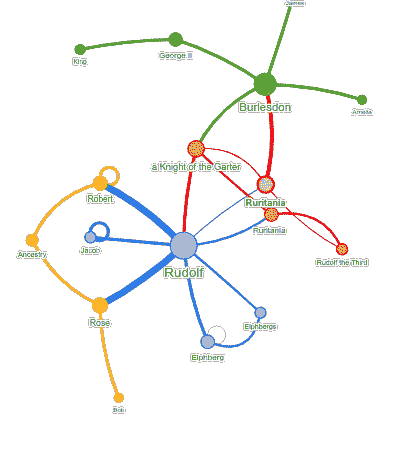 James
King
George II
Burlesdon
Amelia
a Knight of the Garter
Robert
Ruritania
Ruritania
Jacob
Ancestry
Rudolf the Third
Rudolf
Rose
Elphbergs
Elphberg
Bob